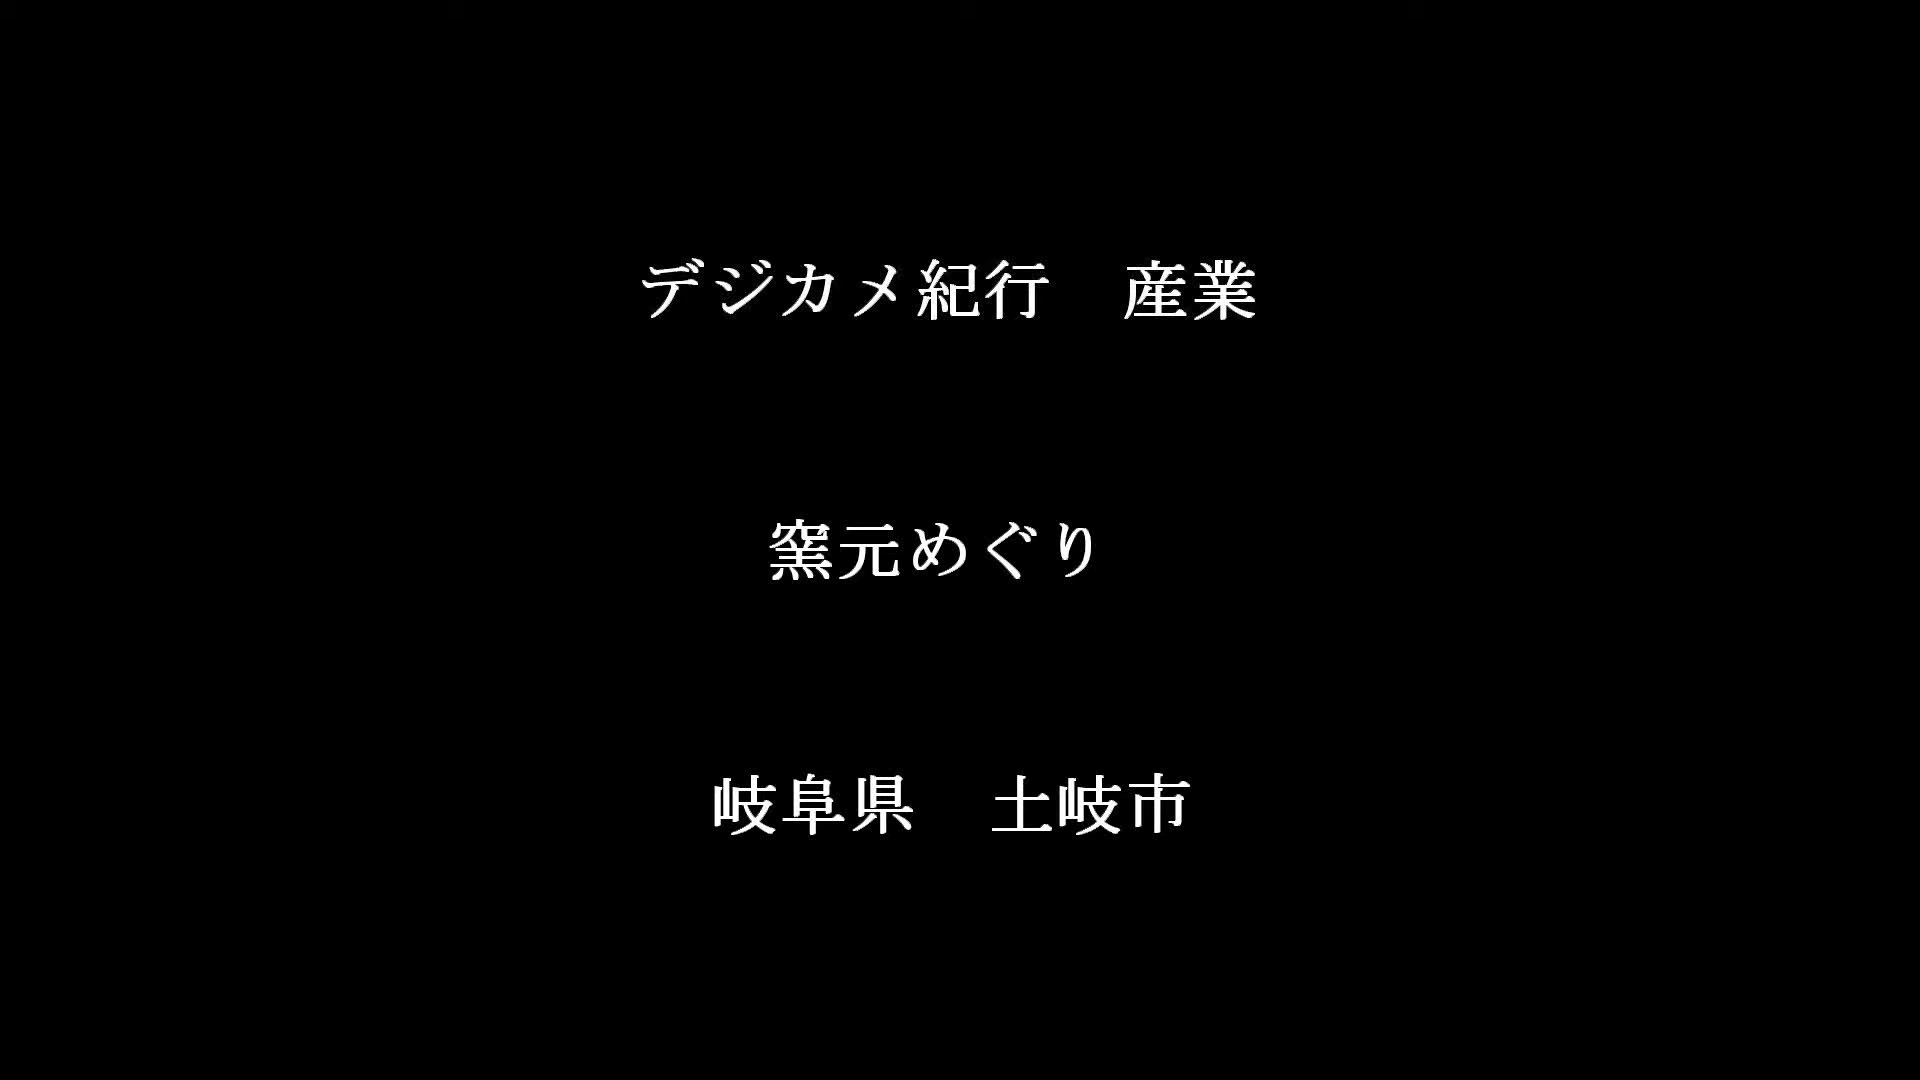 デジカメ紀行　産業
窯元めぐり
岐阜県　土岐市